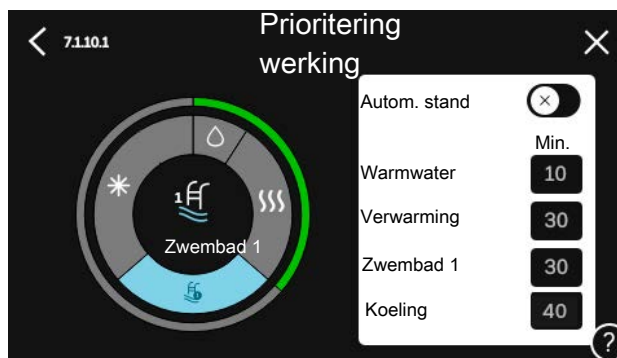 7.1.10.1
Prioritering
werking
Autom. stand
Min.
Warmwater 10
Verwarming 30
Zwembad 1 30
Koeling 40
1
Zwembad 1
?